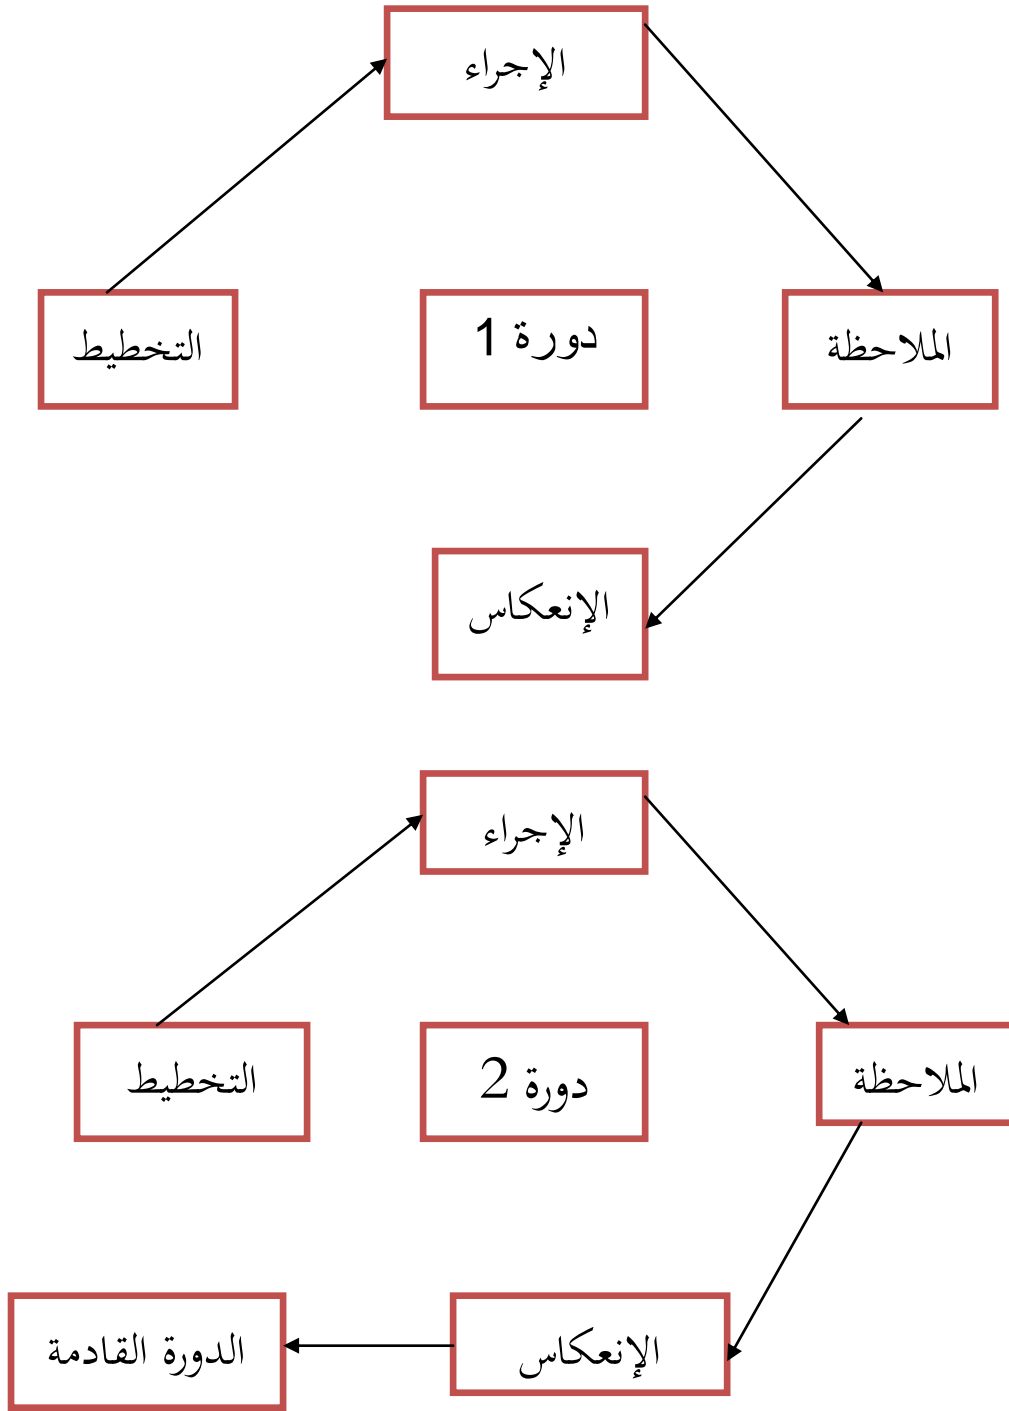 الإجراء
الملاحظة
دورة 1
التخطيط
الإنعكاس
الإجراء
الملاحظة
دورة 2
التخطيط
الإنعكاس
الدورة القادمة